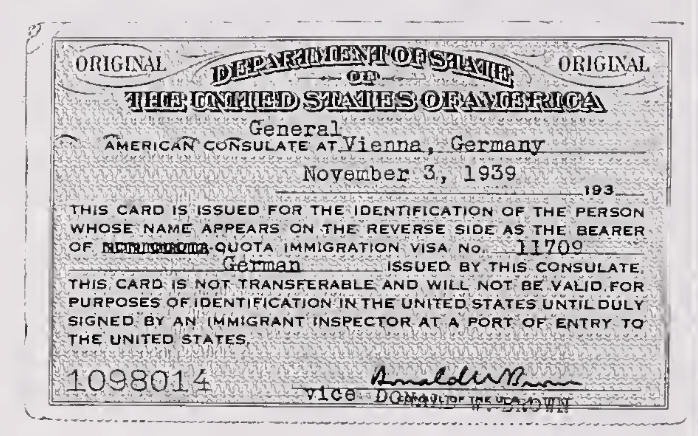 ORIGINAL DEPARTMENT OF STATE ORIGINAL
OF
THE UNITED STATES OF AMERICA
General
AMERICAN CONSULATE AT Vienna, Germany
November 3, 1939
193
THIS CARD IS ISSUED FOR THE IDENTIFICATION OF THE PERSON
WHOSE NAME APPEARS ON THE REVERSE SIDE AS THE BEARER
OF QUOTA IMMIGRATION VISA No. 11709
German ISSUED BY THIS CONSULATE.
THIS CARD IS NOT TRANSFERABLE AND WILL NOT BE VALID FOR
PURPOSES OF IDENTIFICATION IN THE UNITED STATES UNTIL DULY
SIGNED BY AN IMMIGRANT INSPECTOR AT A PORT OF ENTRY TO
THE UNITED STATES.
Donald W Brown
1098014
vice DONALD W. BROWN